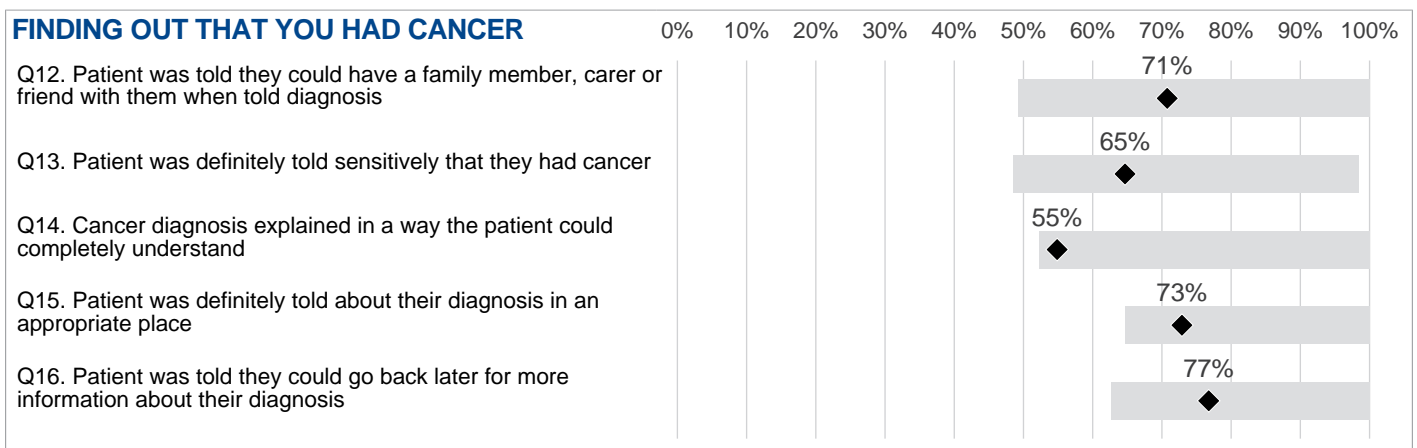 FINDING OUT THAT YOU HAD CANCER 0% 10% 20% 30% 40% 50% 60% 70% 80% 90% 100%
Q12. Patient was told they could have a family member, carer or
friend with them when told diagnosis
71%
Q13. Patient was definitely told sensitively that they had cancer
65%
Q14. Cancer diagnosis explained in a way the patient could
completely understand
55%
Q15. Patient was definitely told about their diagnosis in an
appropriate place
73%
Q16. Patient was told they could go back later for more
information about their diagnosis
77%